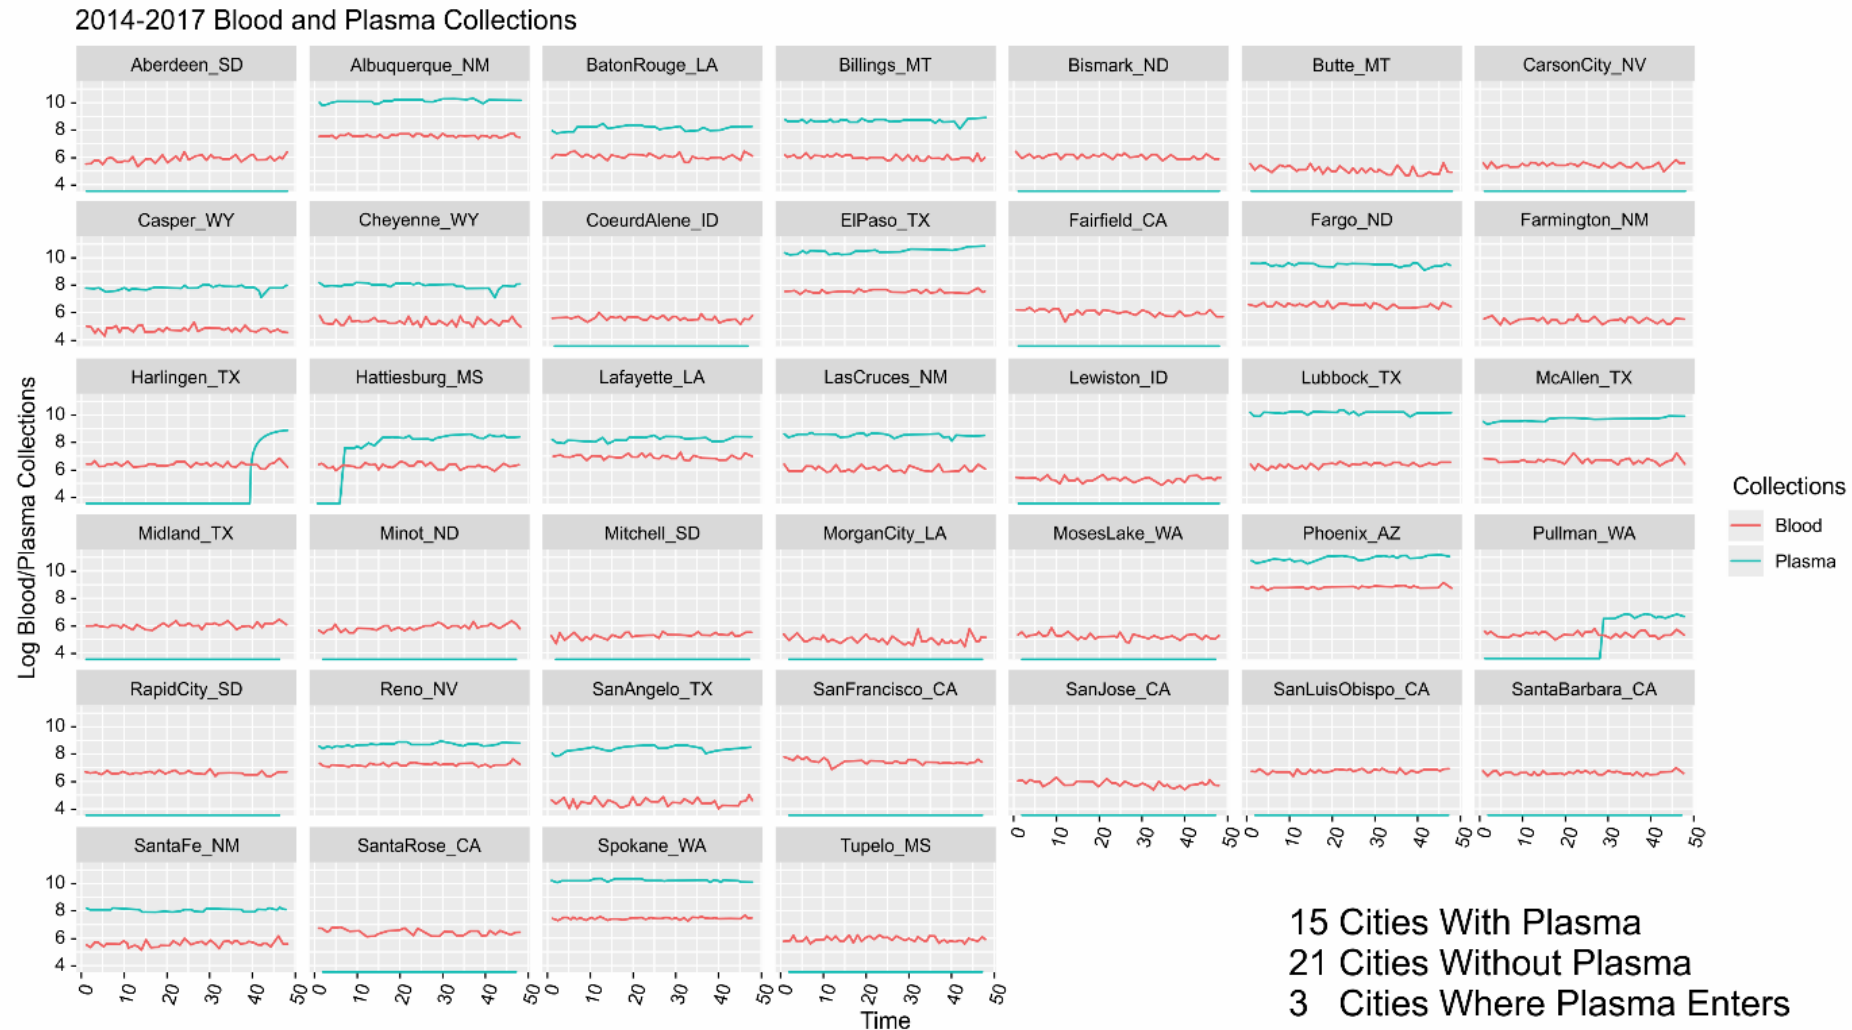 2014-2017 Blood and Plasma Collections
Aberdeen_SD Albuquerque_NM BatonRouge_LA Billings_MT Bismark_ND Butte_MT CarsonCity_NV
10
8
6
4
Casper_WY Cheyenne_WY CoeurdAlene_ID ElPaso_TX Fairfield_CA Fargo_ND Farmington_NM
10
8
6
4
Harlingen_TX Hattiesburg_MS Lafayette_LA LasCruces_NM Lewiston_ID Lubbock_TX McAllen_TX
10
8
6
4
Midland_TX Minot_ND Mitchell_SD MorganCity_LA MosesLake_WA Phoenix_AZ Pullman_WA
10
8
6
4
RapidCity_SD Reno_NV SanAngelo_TX SanFrancisco_CA SanJose_CA SanLuisObispo_CA SantaBarbara_CA
10
8
6
4
0 10 20 30 40 50 0 10 20 30 40 50 0 10 20 30 40 50
SantaFe_NM SantaRose_CA Spokane_WA Tupelo_MS
10
8
6
4
0 10 20 30 40 50 0 10 20 30 40 50 0 10 20 30 40 50 0 10 20 30 40 50
Time
Log Blood/Plasma Collections
Collections
Blood
Plasma
15 Cities With Plasma
21 Cities Without Plasma
3 Cities Where Plasma Enters